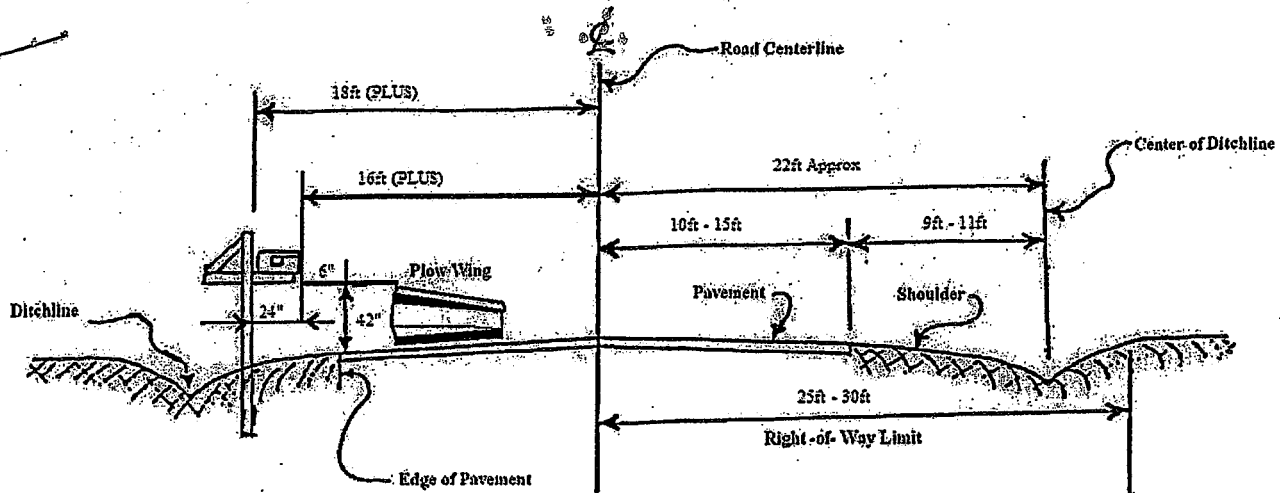 ℄
Road Centerline
18ft (PLUS)
Center of Ditchline
16ft (PLUS)
22ft Approx
10ft - 15ft
9ft - 11ft
6"
Plow Wing
Pavement
Shoulder
Ditchline
24"
42"
25ft - 30ft
Right-of-Way Limit
Edge of Pavement